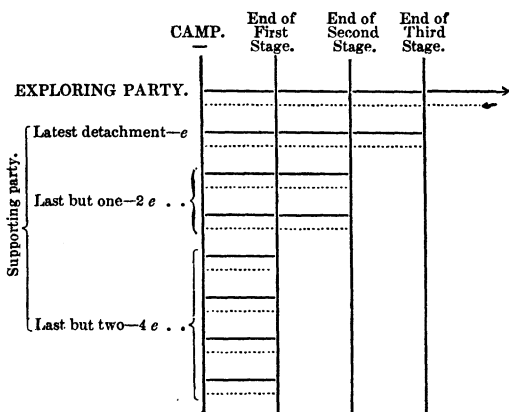 CAMP.
End of
First
Stage.
End of
Second
Stage.
End of
Third
Stage.
EXPLORING PARTY.
Supporting party.
Latest detachment—e
Last but one—2 e . .
Last but two—4 e . .